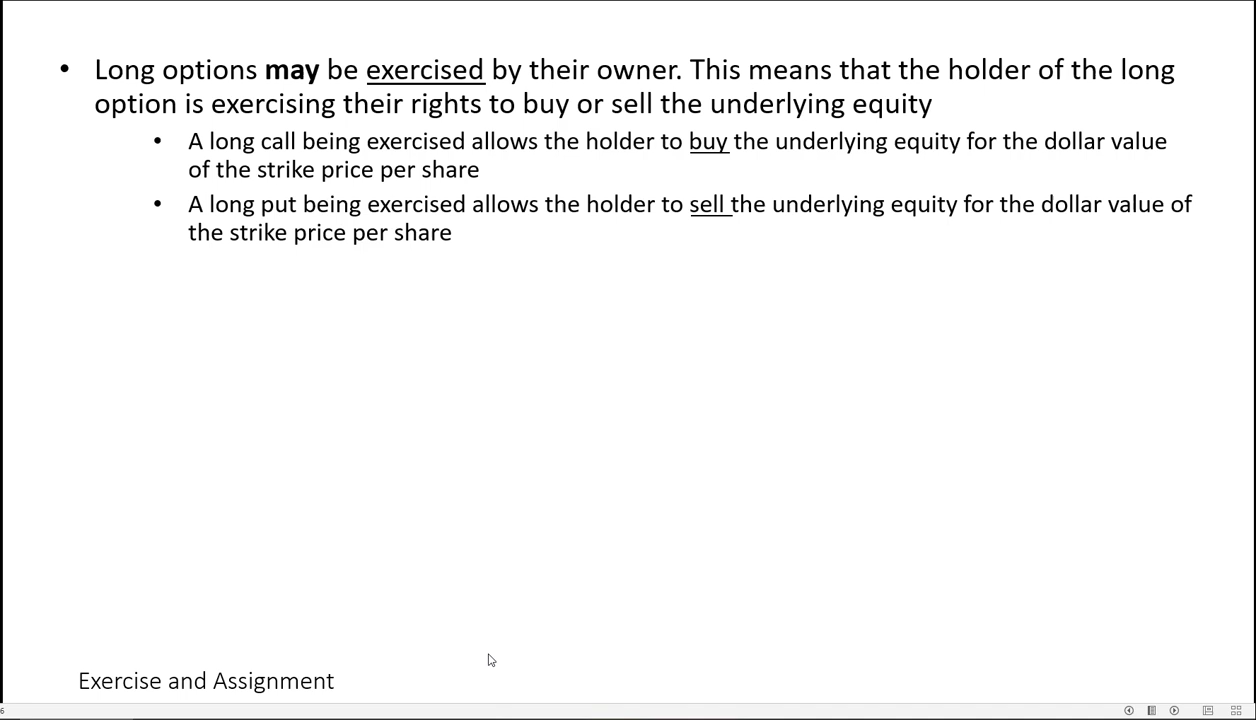 • Long options may be exercised by their owner. This means that the holder of the long
option is exercising their rights to buy or sell the underlying equity
• A long call being exercised allows the holder to buy the underlying equity for the dollar value
of the strike price per share
• A long put being exercised allows the holder to sell the underlying equity for the dollar value of
the strike price per share
Exercise and Assignment
6